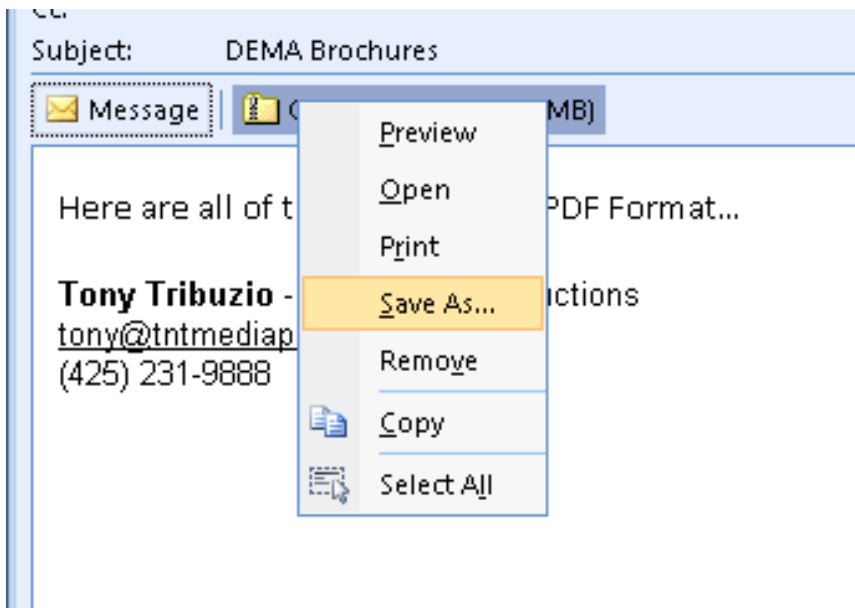 Subject: DEMA Brochures
Message MB)
Preview
Here are all of t Open PDF Format...
Print
Tony Tribuzio - Save As... uctions
tony@tntmediap
(425) 231-9888 Remove
Copy
Select All